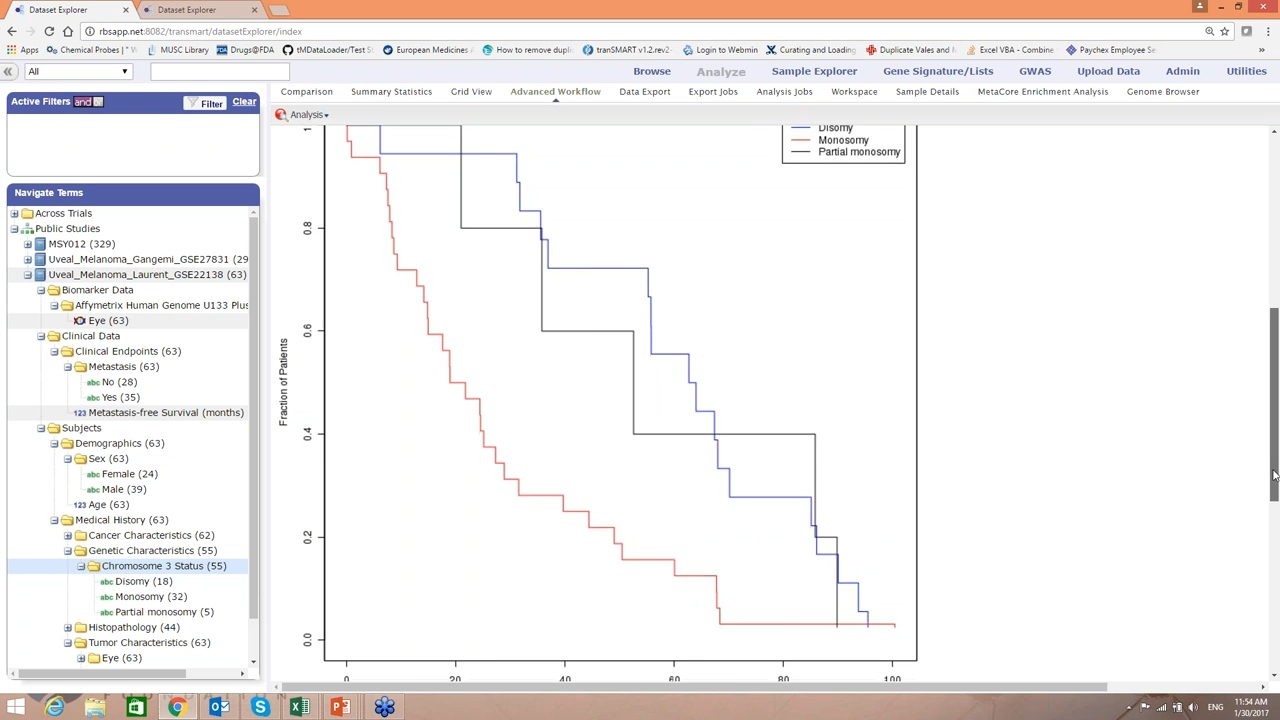 Dataset Explorer
Dataset Explorer
rbsapp.net:8082/transmart/datasetExplorer/index
Apps
Chemical Probes | "
MUSC Library
Drugs@FDA
tMDataLoader/Test St
European Medicines A
How to remove dupli
tranSMART v1.2.rev2-
Login to Webmin
Curating and Loading
Duplicate Vales and M
Excel VBA - Combine
Paychex Employee Se
All
Browse
Analyze
Sample Explorer
Gene Signature/Lists
GWAS
Upload Data
Admin
Utilities
Active Filters and or
Filter
Clear
Comparison
Summary Statistics
Grid View
Advanced Workflow
Data Export
Export Jobs
Analysis Jobs
Workspace
Sample Details
MetaCore Enrichment Analysis
Genome Browser
Analysis
Navigate Terms
Across Trials
Public Studies
MSY012 (329)
Uveal_Melanoma_Gangemi_GSE27831 (29
Uveal_Melanoma_Laurent_GSE22138 (63)
Biomarker Data
Affymetrix Human Genome U133 Plus
Eye (63)
Clinical Data
Clinical Endpoints (63)
Metastasis (63)
No (28)
Yes (35)
Metastasis-free Survival (months)
Subjects
Demographics (63)
Sex (63)
Female (24)
Male (39)
Age (63)
Medical History (63)
Cancer Characteristics (62)
Genetic Characteristics (55)
Chromosome 3 Status (55)
Disomy (18)
Monosomy (32)
Partial monosomy (5)
Histopathology (44)
Tumor Characteristics (63)
Eye (63)
Disomy
Monosomy
Partial monosomy
Fraction of Patients
1
0.8
0.6
0.4
0.2
0.0
0
20
40
60
80
100
ENG
11:54 AM
1/30/2017